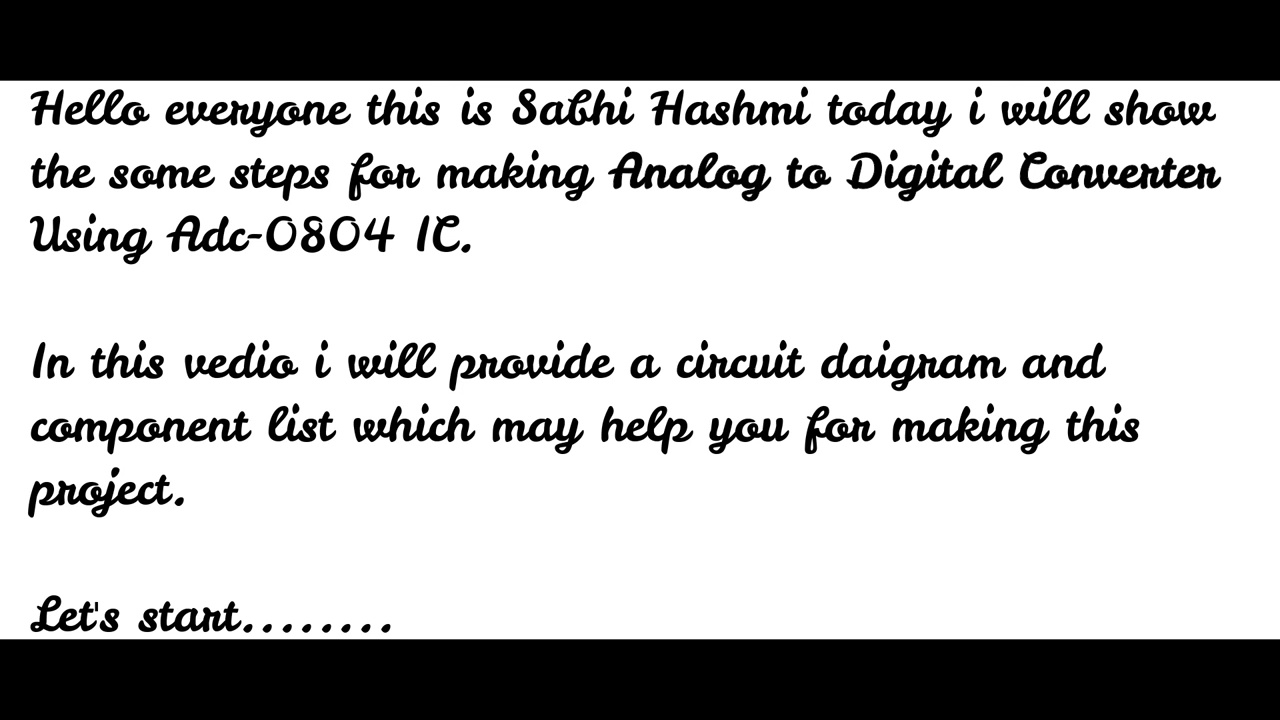 Hello everyone this is Sabhi Hashmi today i will show
the some steps for making Analog to Digital Converter
Using Adc-0804 IC.
In this vedio i will provide a circuit daigram and
component list which may help you for making this
project.
Let's start........